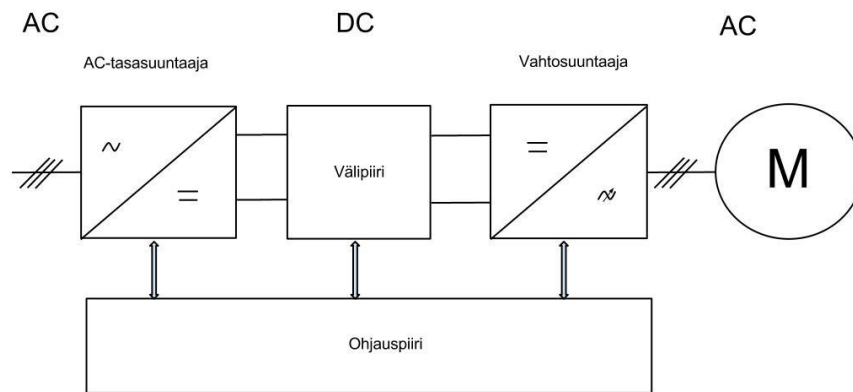 AC
DC
AC
AC-tasasuuntaaja
Vahtosuuntaaja
Välipiiri
M
Ohjauspiiri